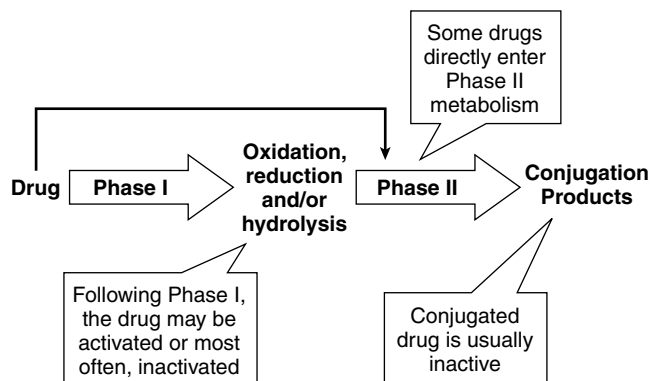 Some drugs
directly enter
Phase II
metabolism
Drug
Phase I
Oxidation,
reduction
and/or
hydrolysis
Phase II
Conjugation
Products
Following Phase I,
the drug may be
activated or most
often, inactivated
Conjugated
drug is usually
inactive